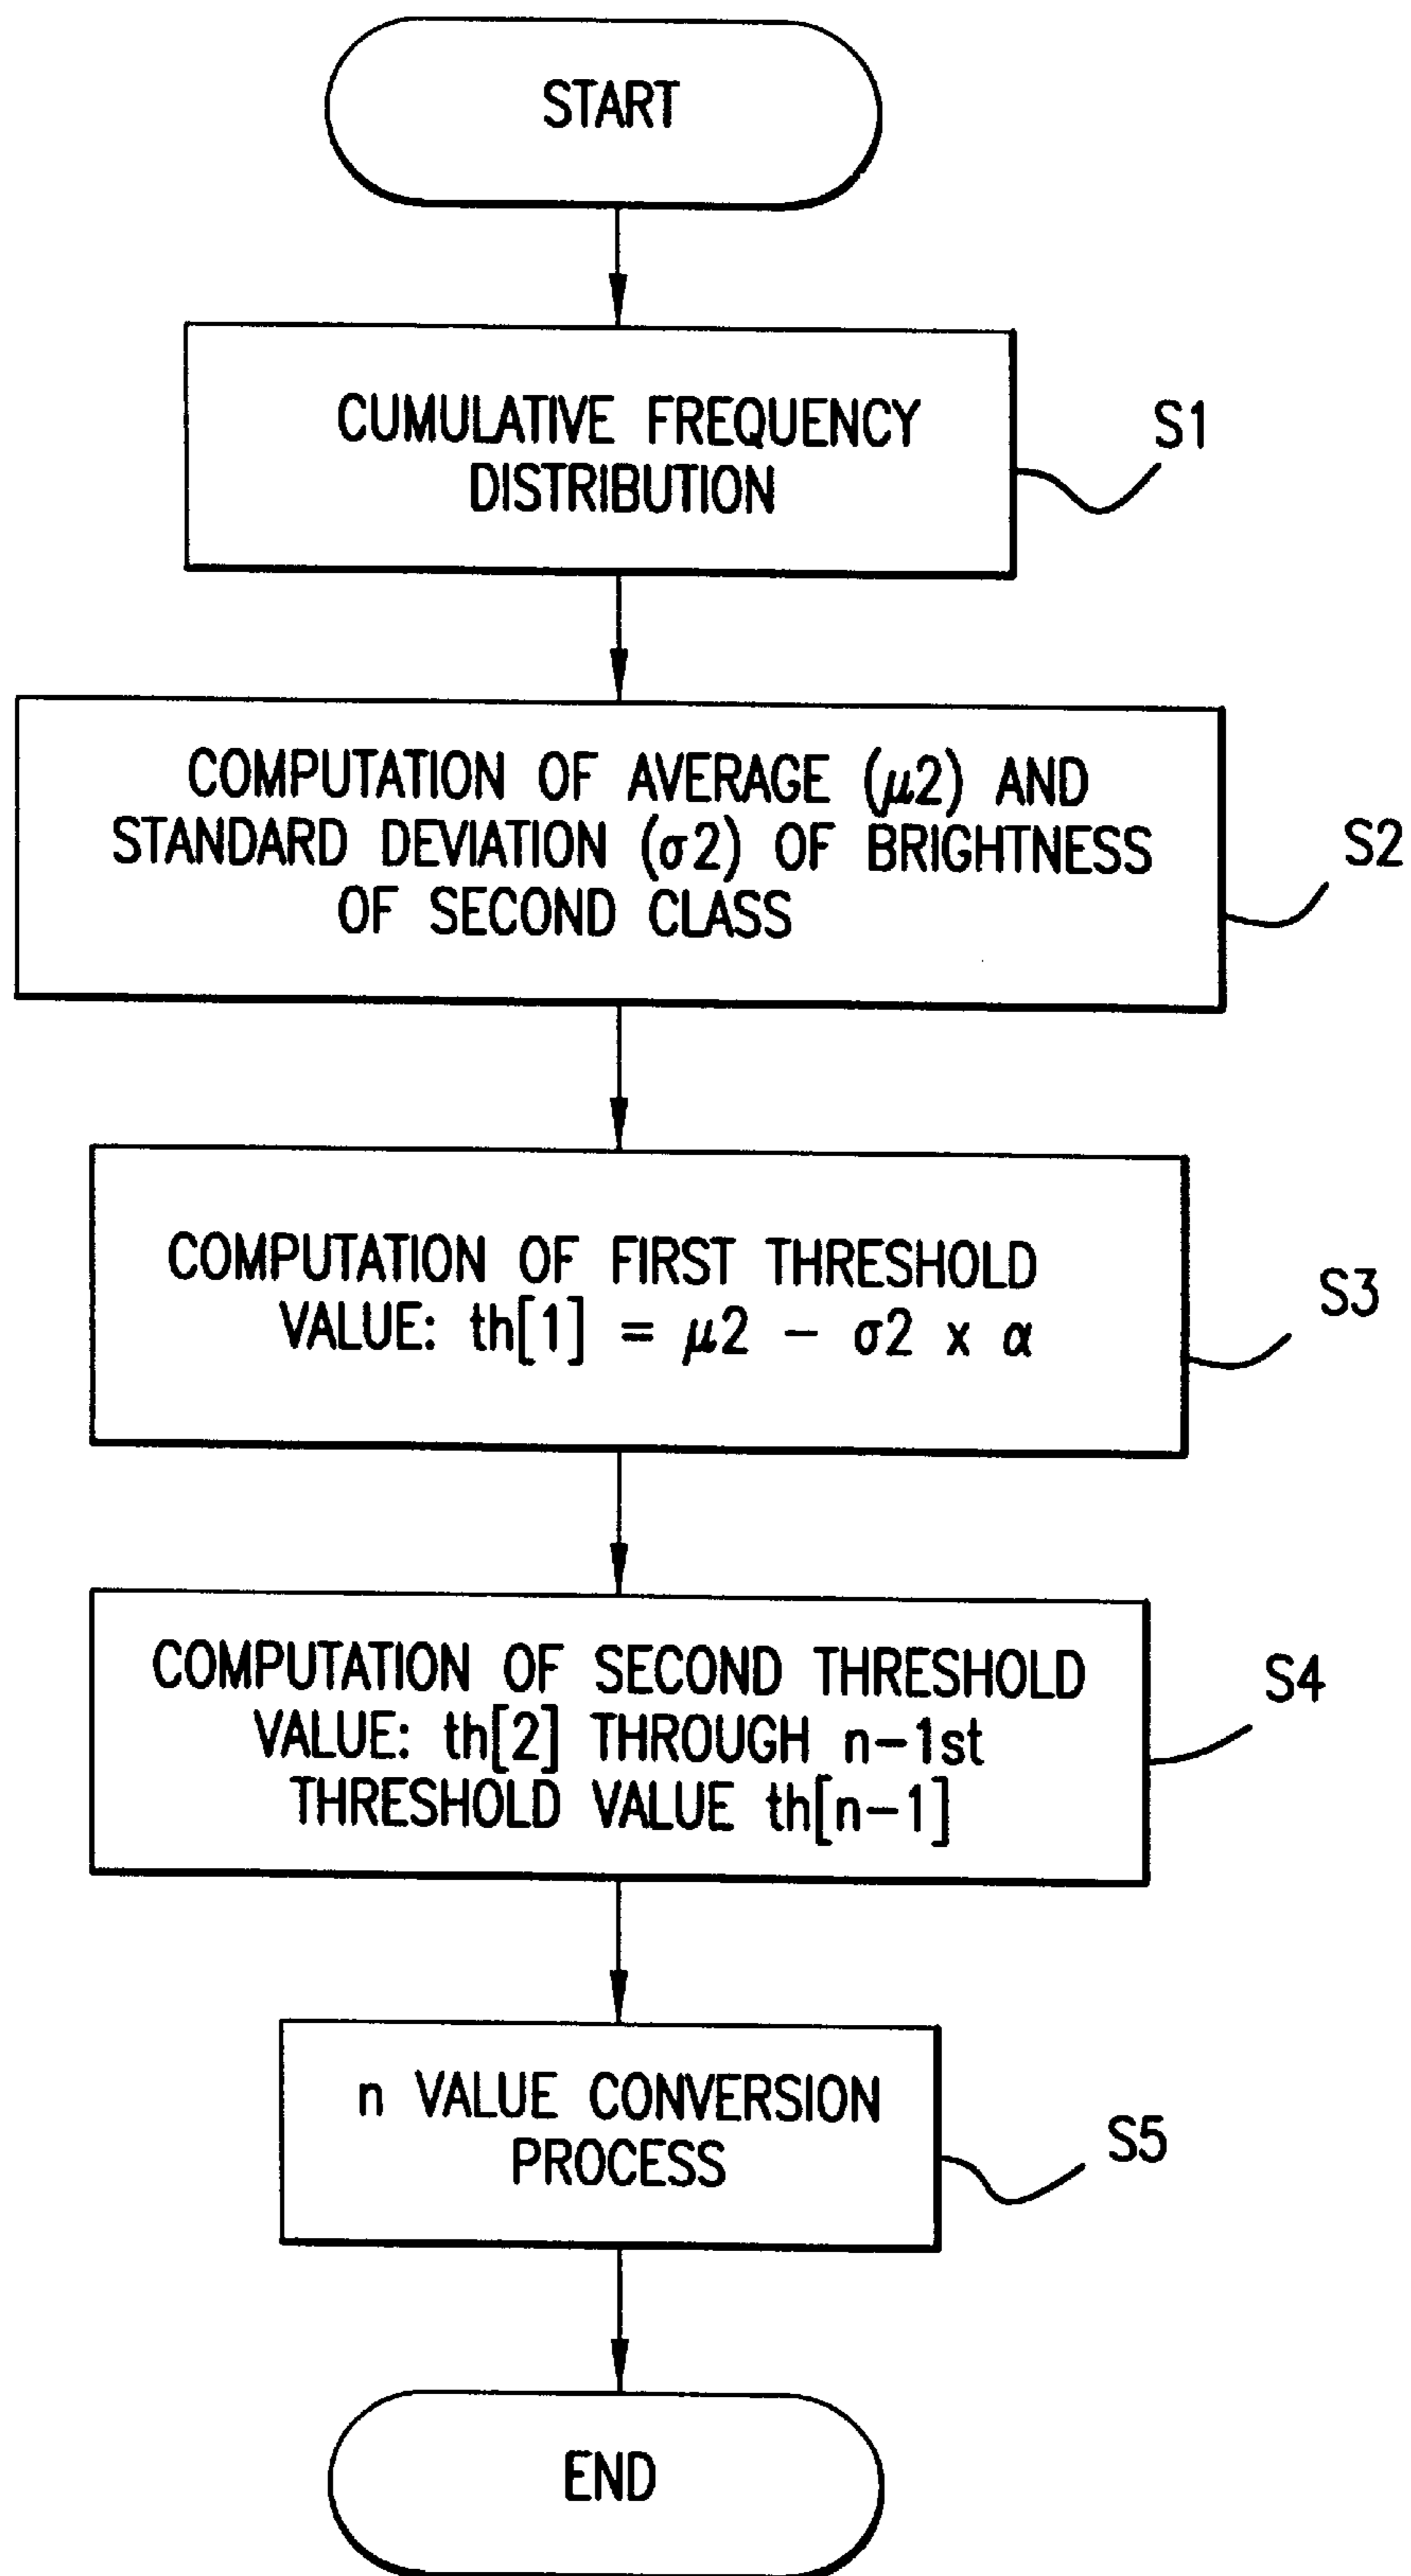 START
CUMULATIVE FREQUENCY
DISTRIBUTION
S1
COMPUTATION OF AVERAGE (μ2) AND
STANDARD DEVIATION (σ2) OF BRIGHTNESS
OF SECOND CLASS
S2
COMPUTATION OF FIRST THRESHOLD
VALUE: th[1] = μ2 - σ2 x α
S3
COMPUTATION OF SECOND THRESHOLD
VALUE: th[2] THROUGH n-1st
THRESHOLD VALUE th[n-1]
S4
n VALUE CONVERSION
PROCESS
S5
END